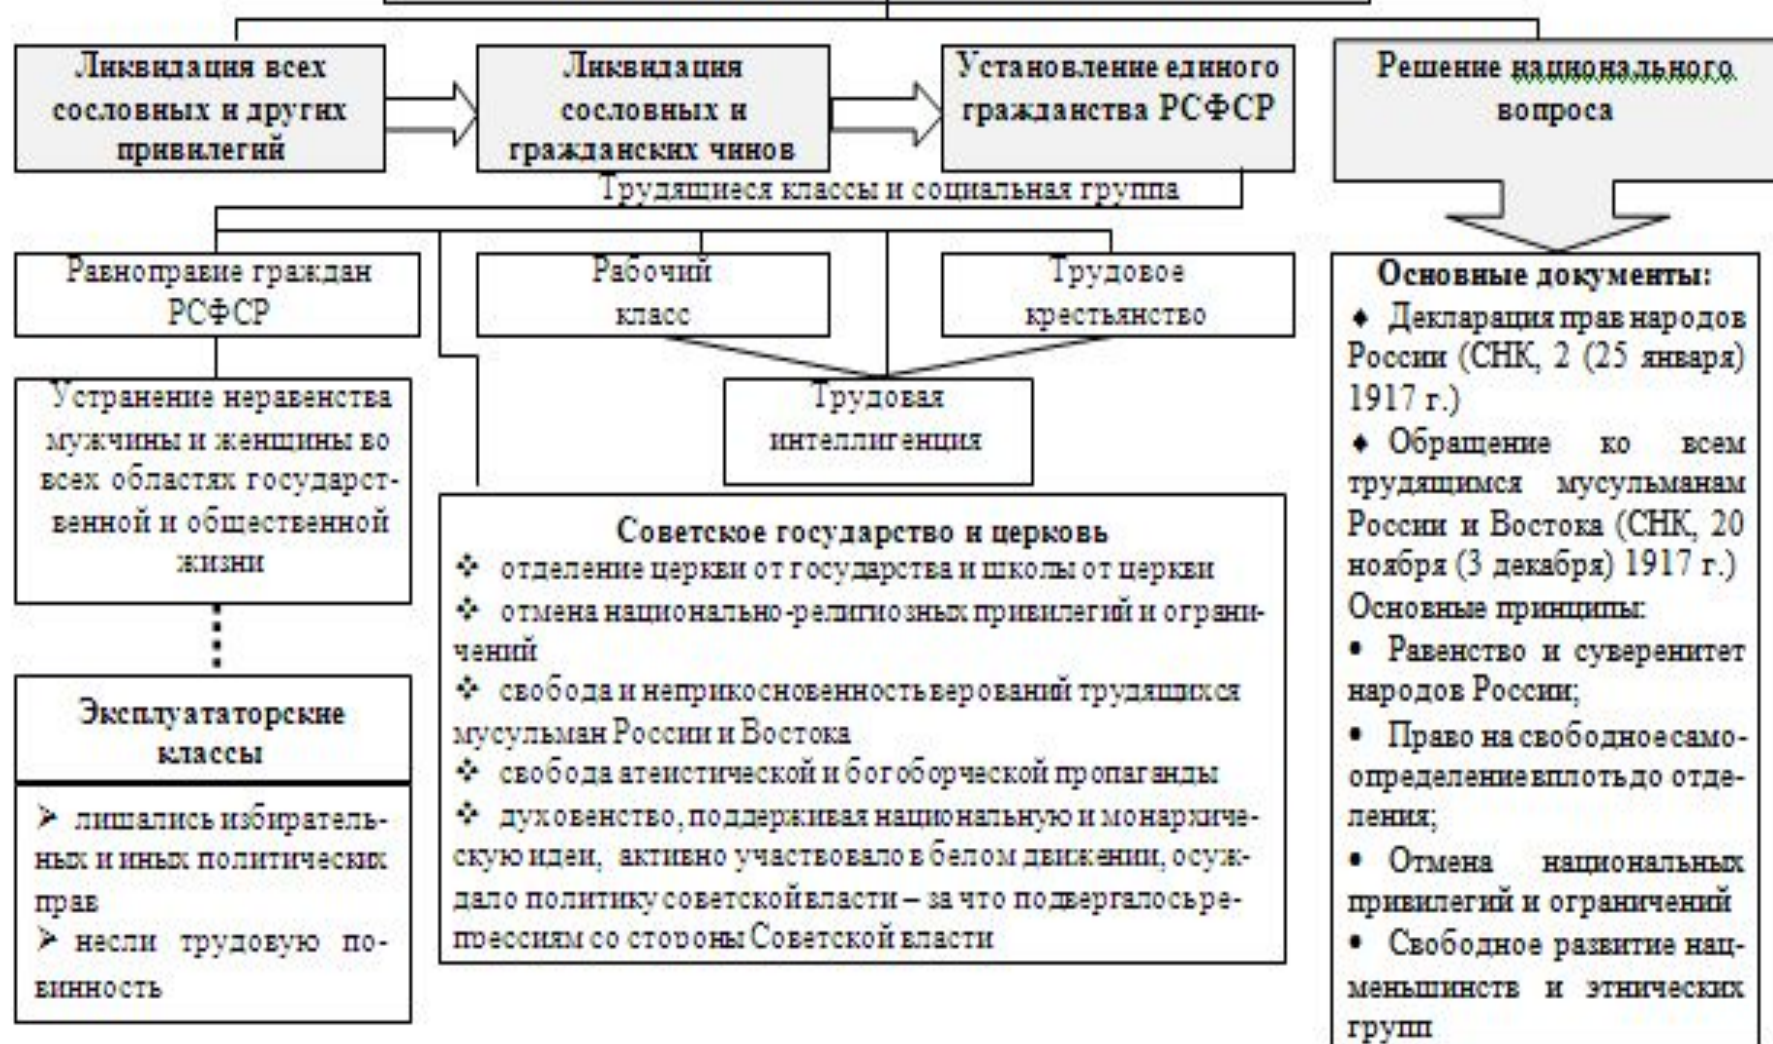 Ликвидация всех
сословных и других
привилегий
Ликвидация
сословных и
гражданских чинов
Установление единого
гражданства РСФСР
Решение национального
вопроса
Трудящиеся классы и социальная группа
Равноправие граждан
РСФСР
Рабочий
класс
Трудовое
крестьянство
Устранение неравенства
мужчины и женщины во
всех областях государст-
венной и общественной
жизни
Трудовая
интеллигенция
Эксплуататорские
классы
➢ лишались избиратель-
ных и иных политических
прав
➢ несли трудовую по-
винность
Советское государство и церковь
❖ отделение церкви от государства и школы от церкви
❖ отмена национально-религиозных привилегий и ограни-
чений
❖ свобода и неприкосновенность верований трудящихся
мусульман России и Востока
❖ свобода атеистической и богоборческой пропаганды
❖ духовенство, поддерживая национальную и монархиче-
скую идеи, активно участвовало в белом движении, осуж-
дало политику советской власти – за что подвергалось ре-
прессиям со стороны Советской власти
Основные документы:
♦ Декларация прав народов
России (СНК, 2 (25 января)
1917 г.)
♦ Обращение ко всем
трудящимся мусульманам
России и Востока (СНК, 20
ноября (3 декабря) 1917 г.)
Основные принципы:
• Равенство и суверенитет
народов России;
• Право на свободное само-
определение вплоть до отде-
ления;
• Отмена национальных
привилегий и ограничений
• Свободное развитие нац-
меньшинств и этнических
групп